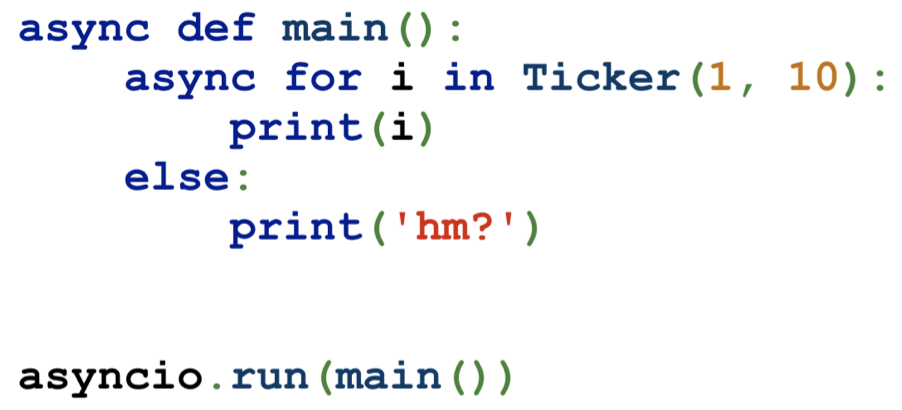 async def main():
    async for i in Ticker(1, 10):
        print(i)
    else:
        print('hm?')
asyncio.run(main())